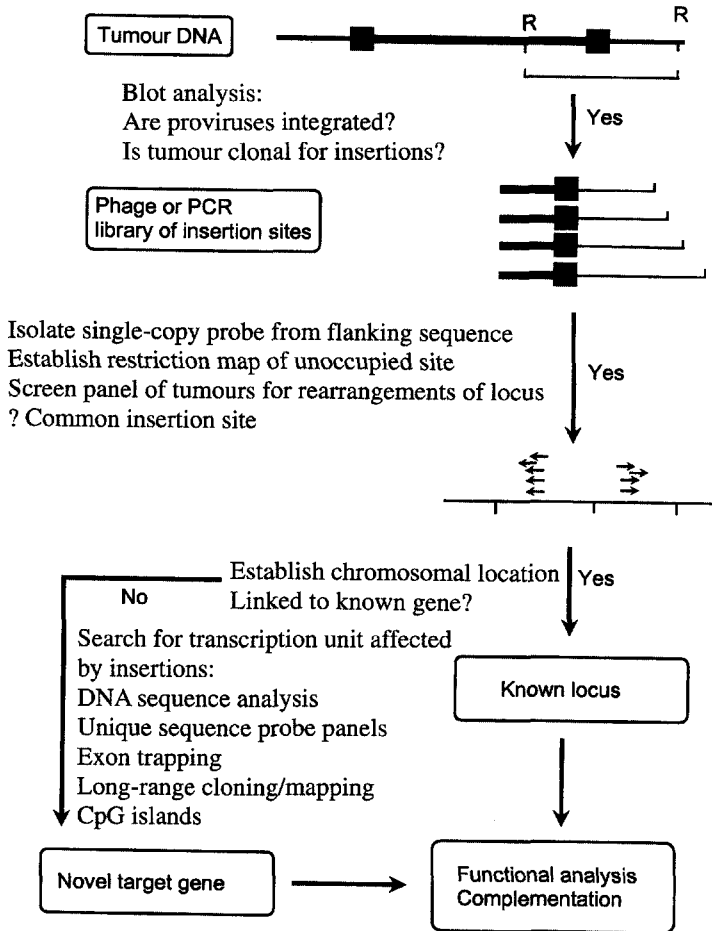 Tumour DNA
R
R
Blot analysis:
Are proviruses integrated?
Is tumour clonal for insertions?
Yes
Phage or PCR
library of insertion sites
Isolate single-copy probe from flanking sequence
Establish restriction map of unoccupied site
Screen panel of tumours for rearrangements of locus
? Common insertion site
Yes
Establish chromosomal location
Linked to known gene?
Yes
No
Search for transcription unit affected
by insertions:
DNA sequence analysis
Unique sequence probe panels
Exon trapping
Long-range cloning/mapping
CpG islands
Known locus
Novel target gene
Functional analysis
Complementation